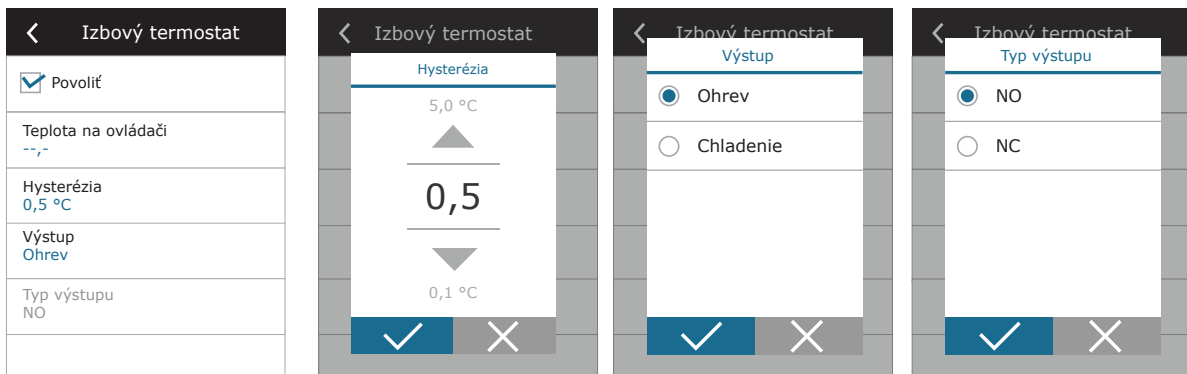 Izbový termostat
Povoliť
Teplota na ovládači
--,-
Hysterézia
0,5 °C
Výstup
Ohrev
Typ výstupu
NO
Izbový termostat
Hysterézia
5,0 °C
0,5
0,1 °C
Izbový termostat
Výstup
Ohrev
Chladenie
Izbový termostat
Typ výstupu
NO
NC